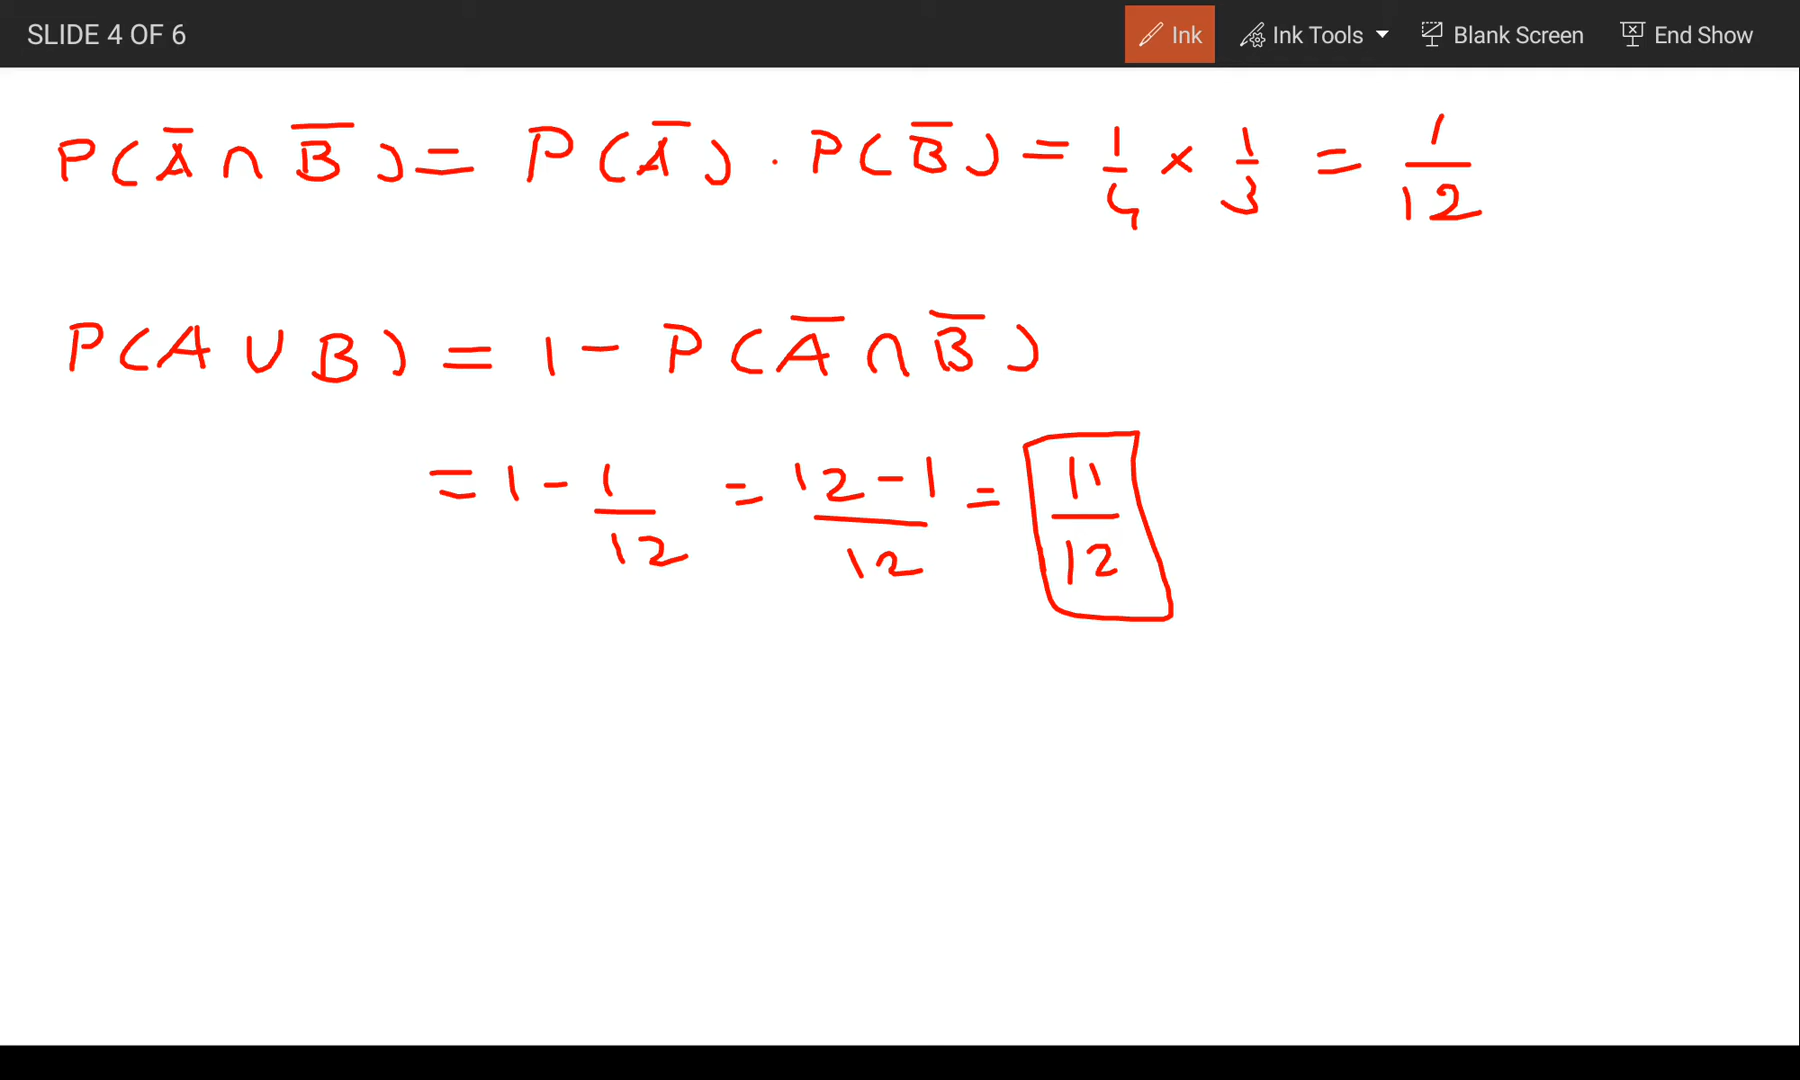 SLIDE 4 OF 6 Ink Ink Tools Blank Screen End Show
P(A̅ ∩ B̅) = P(A̅) . P(B̅) = 1/4 × 1/3 = 1/12
P(A ∪ B) = 1 - P(A̅ ∩ B̅)
= 1 - 1/12 = 12 - 1/12 = 11/12